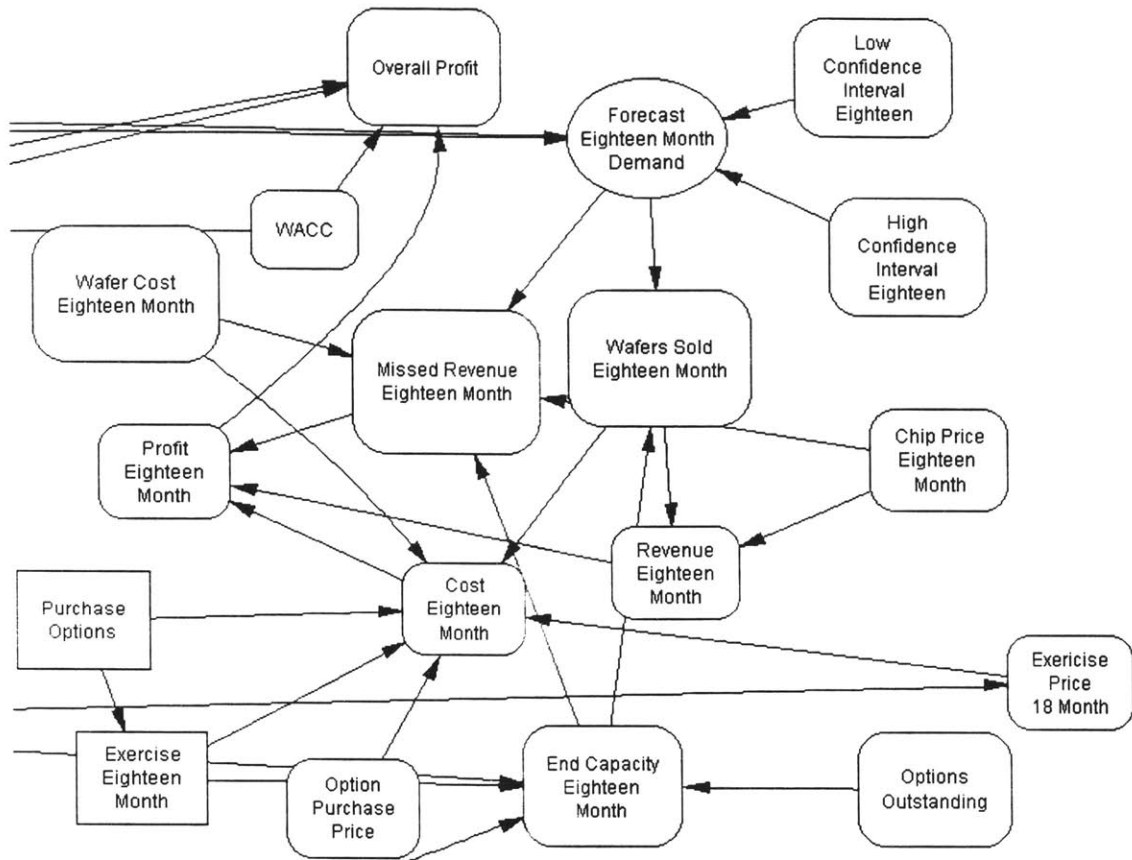 Overall Profit
Low
Confidence
Interval
Eighteen
Forecast
Eighteen Month
Demand
WACC
High
Confidence
Interval
Eighteen
Wafer Cost
Eighteen Month
Wafers Sold
Eighteen Month
Missed Revenue
Eighteen Month
Profit
Eighteen
Month
Chip Price
Eighteen
Month
Revenue
Eighteen
Month
Cost
Eighteen
Month
Purchase
Options
Exericise
Price
18 Month
Exercise
Eighteen
Month
Option
Purchase
Price
End Capacity
Eighteen
Month
Options
Outstanding